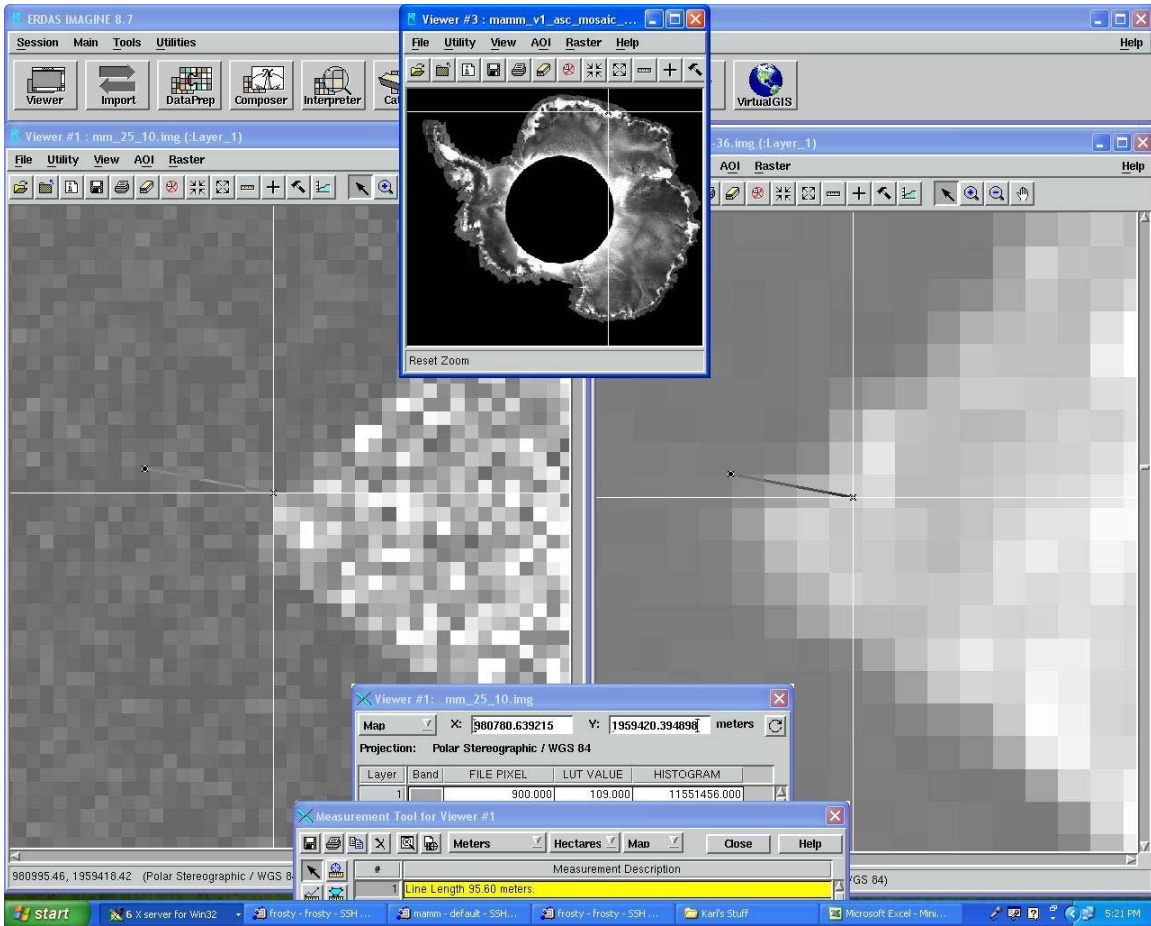 ERDAS IMAGINE 8.7
Session Main Tools Utilities Help
Viewer Import DataPrep Composer Interpreter VirtualGIS
Viewer #3 : mamm_v1_asc_mosaic_...
File Utility View AOI Raster Help
Reset Zoom
Viewer #1 : mm_25_10.img (:Layer_1)
File Utility View AOI Raster
-36.img (:Layer_1)
AOI Raster Help
Viewer #1: mm_25_10.img
Map X: 980780.639215 Y: 1959420.394898 meters
Projection: Polar Stereographic / WGS 84
Layer Band FILE PIXEL LUT VALUE HISTOGRAM
1 900.000 109.000 11551456.000
Measurement Tool for Viewer #1
Meters Hectares Map Close Help
# Measurement Description
1 Line Length 95.60 meters.
980995.46, 1959418.42 (Polar Stereographic / WGS 8
GS 84)
start 6 X server for Win32 frosty - frosty - SSH ... mamm - default - SSH... frosty - frosty - SSH ... Karl's Stuff Microsoft Excel - Mini... 5:21 PM